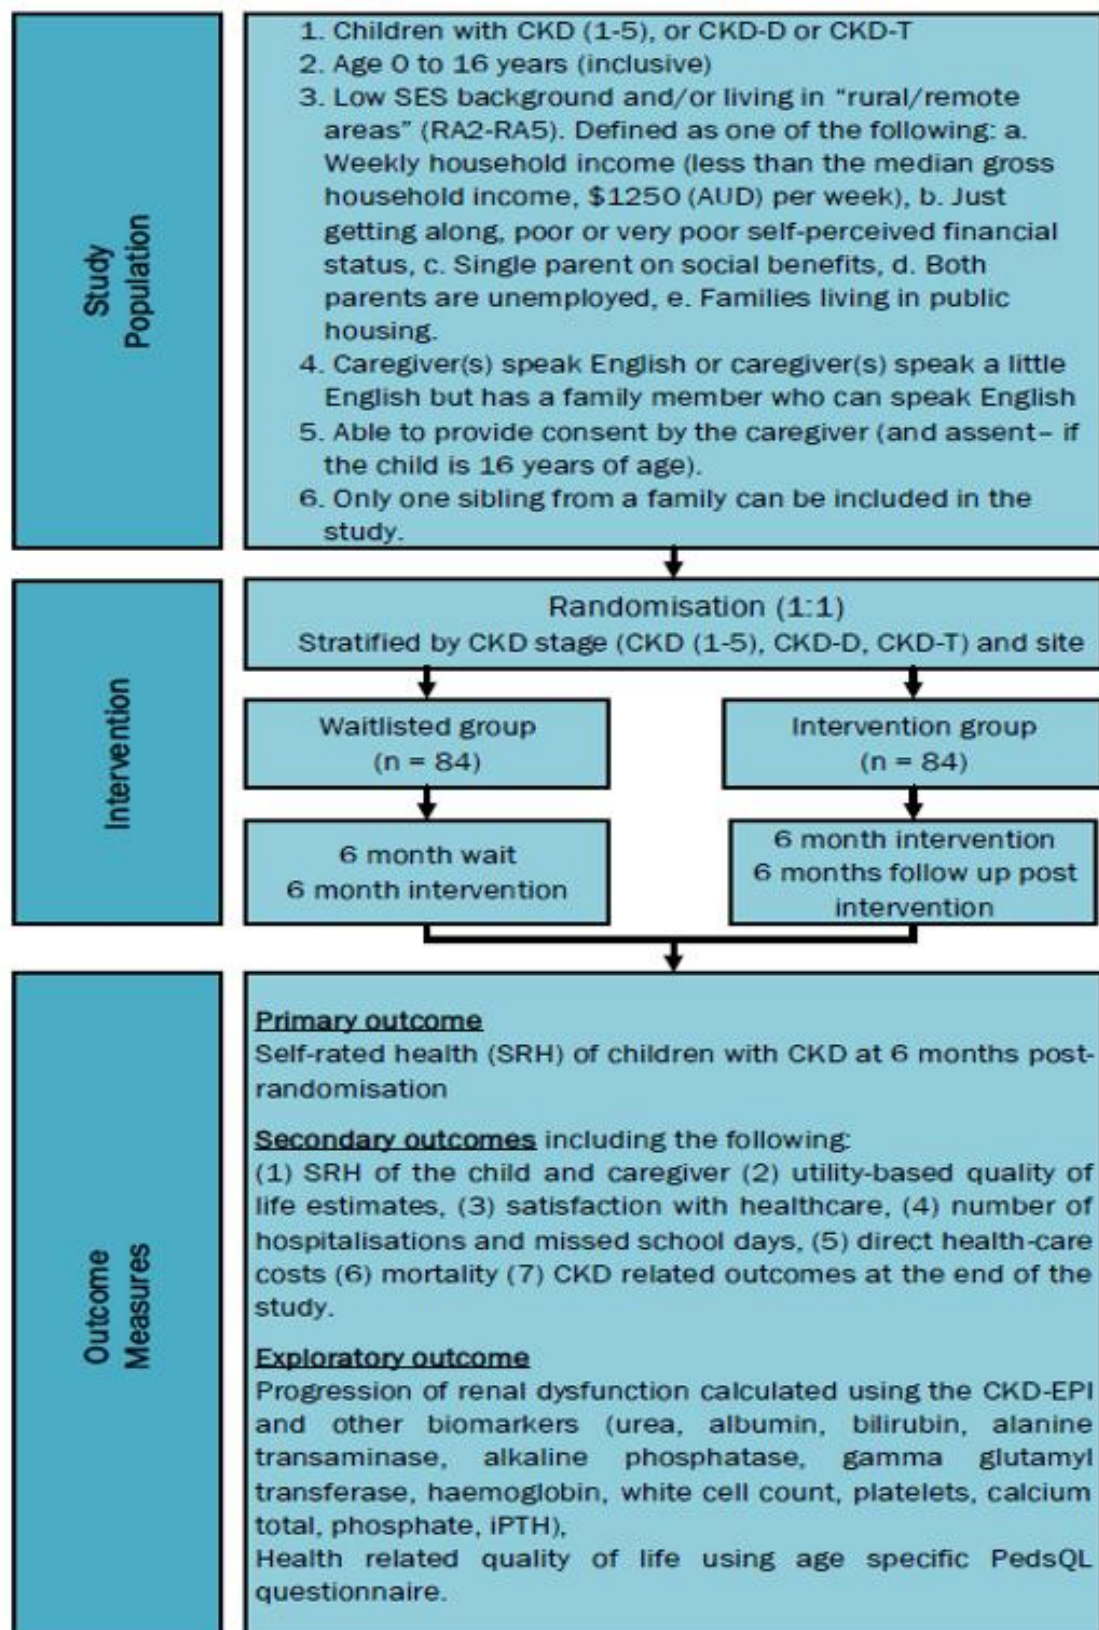 Study
Population
1. Children with CKD (1-5), or CKD-D or CKD-T
2. Age 0 to 16 years (inclusive)
3. Low SES background and/or living in “rural/remote
areas” (RA2-RA5). Defined as one of the following: a.
Weekly household income (less than the median gross
household income, $1250 (AUD) per week), b. Just
getting along, poor or very poor self-perceived financial
status, c. Single parent on social benefits, d. Both
parents are unemployed, e. Families living in public
housing.
4. Caregiver(s) speak English or caregiver(s) speak a little
English but has a family member who can speak English
5. Able to provide consent by the caregiver (and assent– if
the child is 16 years of age).
6. Only one sibling from a family can be included in the
study.
Intervention
Randomisation (1:1)
Stratified by CKD stage (CKD (1-5), CKD-D, CKD-T) and site
Waitlisted group
(n = 84)
Intervention group
(n = 84)
6 month wait
6 month intervention
6 month intervention
6 months follow up post
intervention
Outcome
Measures
Primary outcome
Self-rated health (SRH) of children with CKD at 6 months post-
randomisation
Secondary outcomes including the following:
(1) SRH of the child and caregiver (2) utility-based quality of
life estimates, (3) satisfaction with healthcare, (4) number of
hospitalisations and missed school days, (5) direct health-care
costs (6) mortality (7) CKD related outcomes at the end of the
study.
Exploratory outcome
Progression of renal dysfunction calculated using the CKD-EPI
and other biomarkers (urea, albumin, bilirubin, alanine
transaminase, alkaline phosphatase, gamma glutamyl
transferase, haemoglobin, white cell count, platelets, calcium
total, phosphate, iPTH),
Health related quality of life using age specific PedsQL
questionnaire.